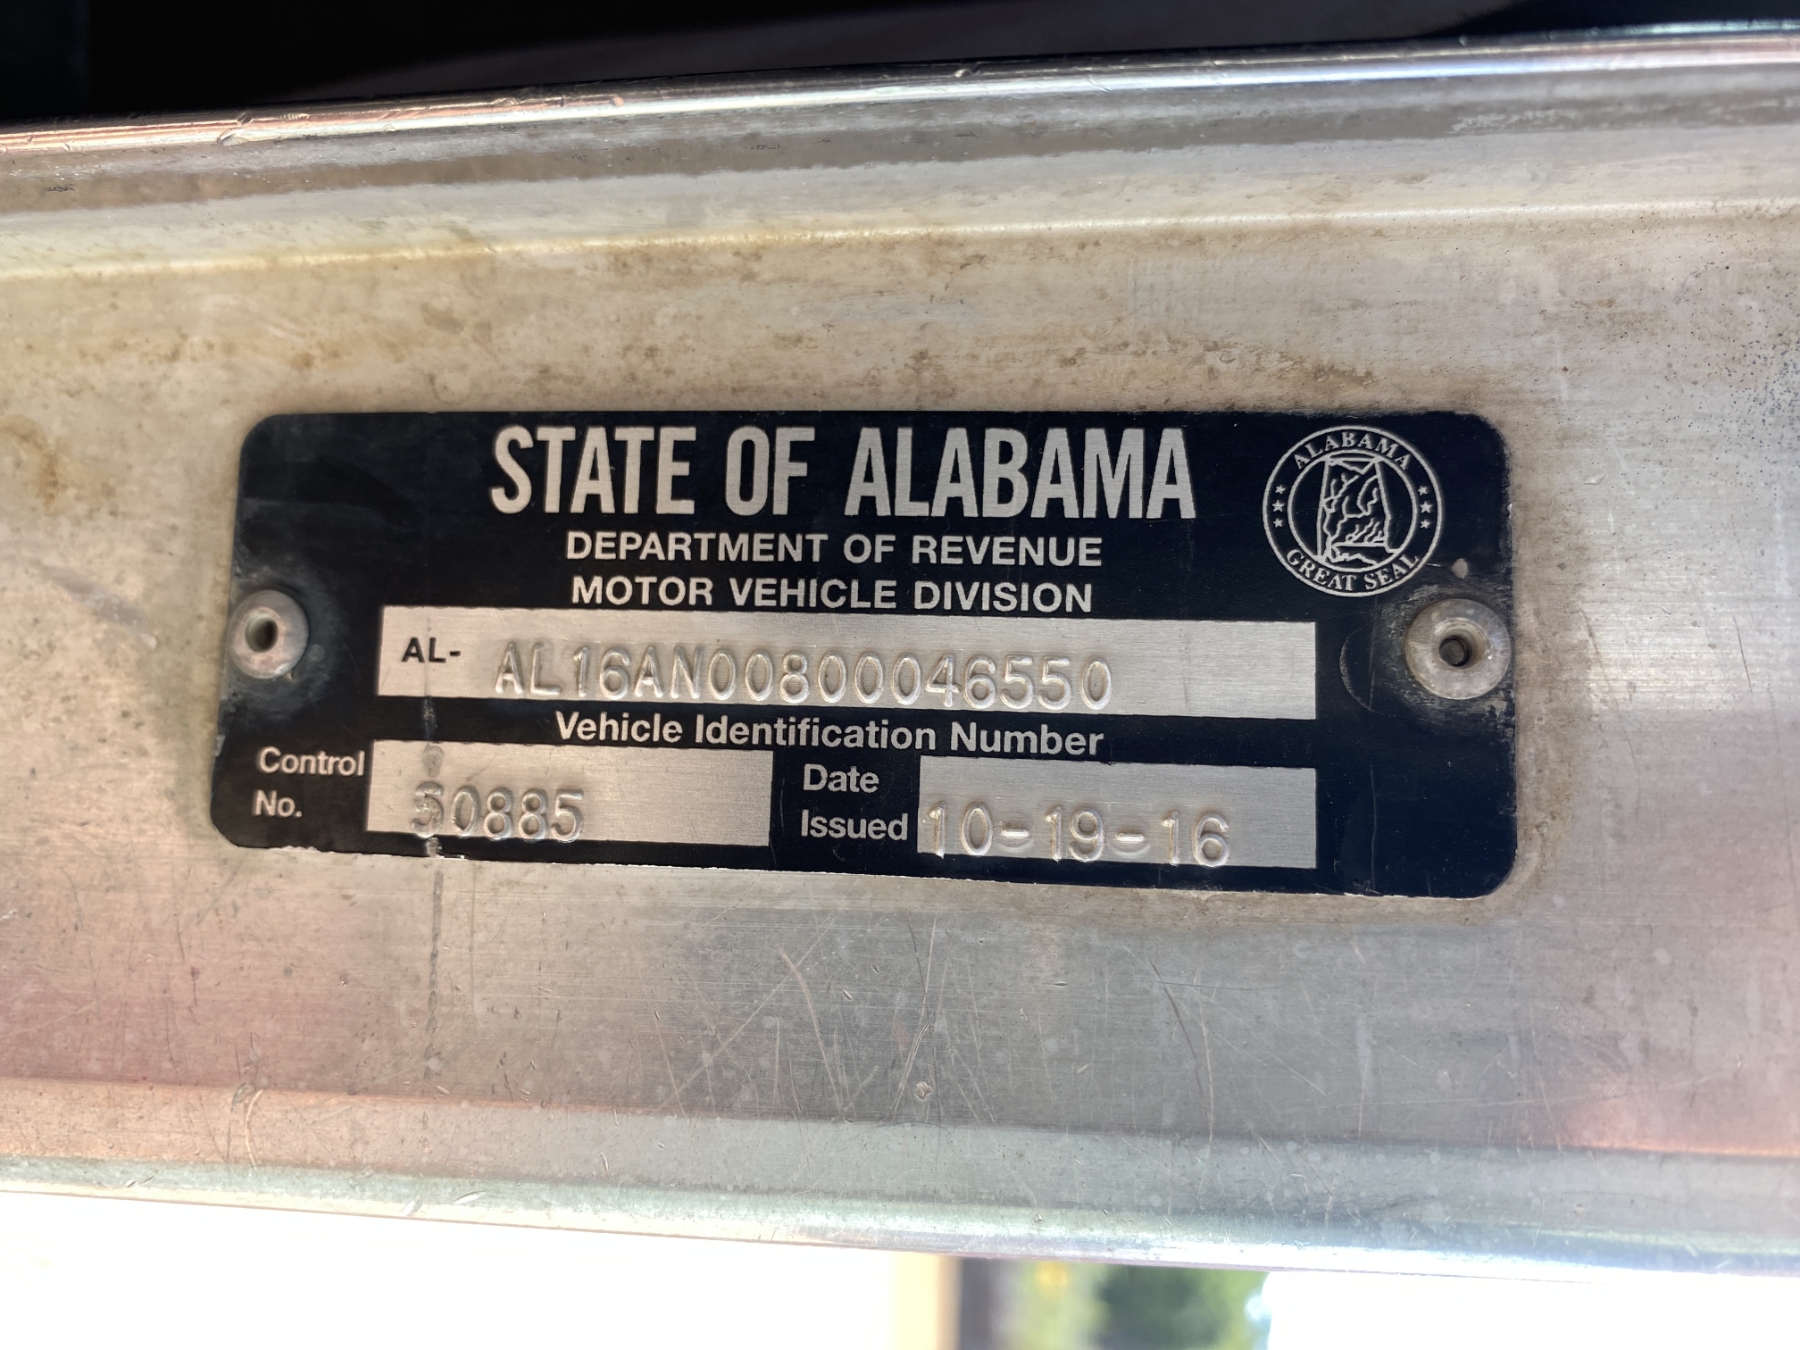 STATE OF ALABAMA
DEPARTMENT OF REVENUE
MOTOR VEHICLE DIVISION
ALABAMA
GREAT SEAL
AL- AL16AN00800046550
Vehicle Identification Number
Control No. 50885
Date Issued 10-19-16